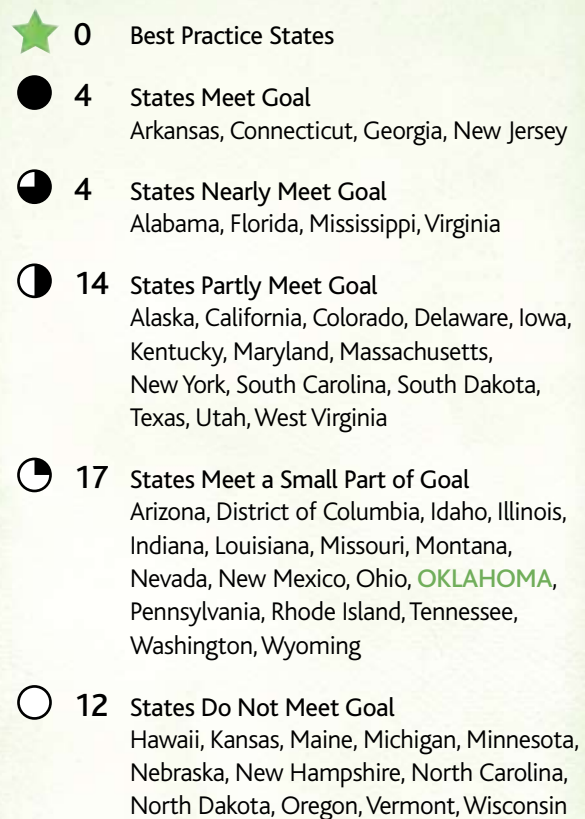 0 Best Practice States
4 States Meet Goal
Arkansas, Connecticut, Georgia, New Jersey
4 States Nearly Meet Goal
Alabama, Florida, Mississippi, Virginia
14 States Partly Meet Goal
Alaska, California, Colorado, Delaware, Iowa,
Kentucky, Maryland, Massachusetts,
New York, South Carolina, South Dakota,
Texas, Utah, West Virginia
17 States Meet a Small Part of Goal
Arizona, District of Columbia, Idaho, Illinois,
Indiana, Louisiana, Missouri, Montana,
Nevada, New Mexico, Ohio, OKLAHOMA,
Pennsylvania, Rhode Island, Tennessee,
Washington, Wyoming
12 States Do Not Meet Goal
Hawaii, Kansas, Maine, Michigan, Minnesota,
Nebraska, New Hampshire, North Carolina,
North Dakota, Oregon, Vermont, Wisconsin